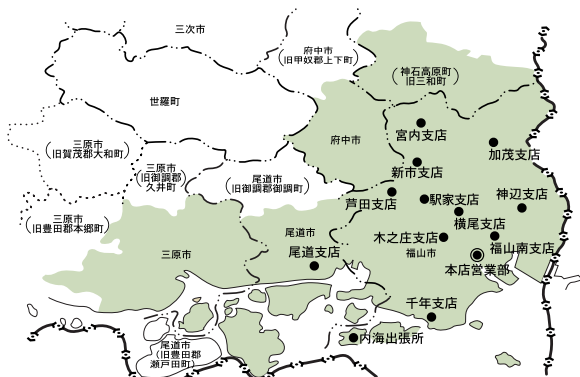 三次市
府中市
(旧甲奴郡上下町)
神石高原町
(旧三和町)
世羅町
宮内支店
府中市
加茂支店
三原市
(旧賀茂郡大和町)
新市支店
三原市
(旧御調郡
久井町)
尾道市
(旧御調郡御調町)
芦田支店
駅家支店
神辺支店
三原市
(旧豊田郡本郷町)
横尾支店
尾道市
木之庄支店
福山南支店
三原市
尾道支店
福山市
本店営業部
千年支店
内海出張所
尾道市
(旧豊田郡
瀬戸田町)